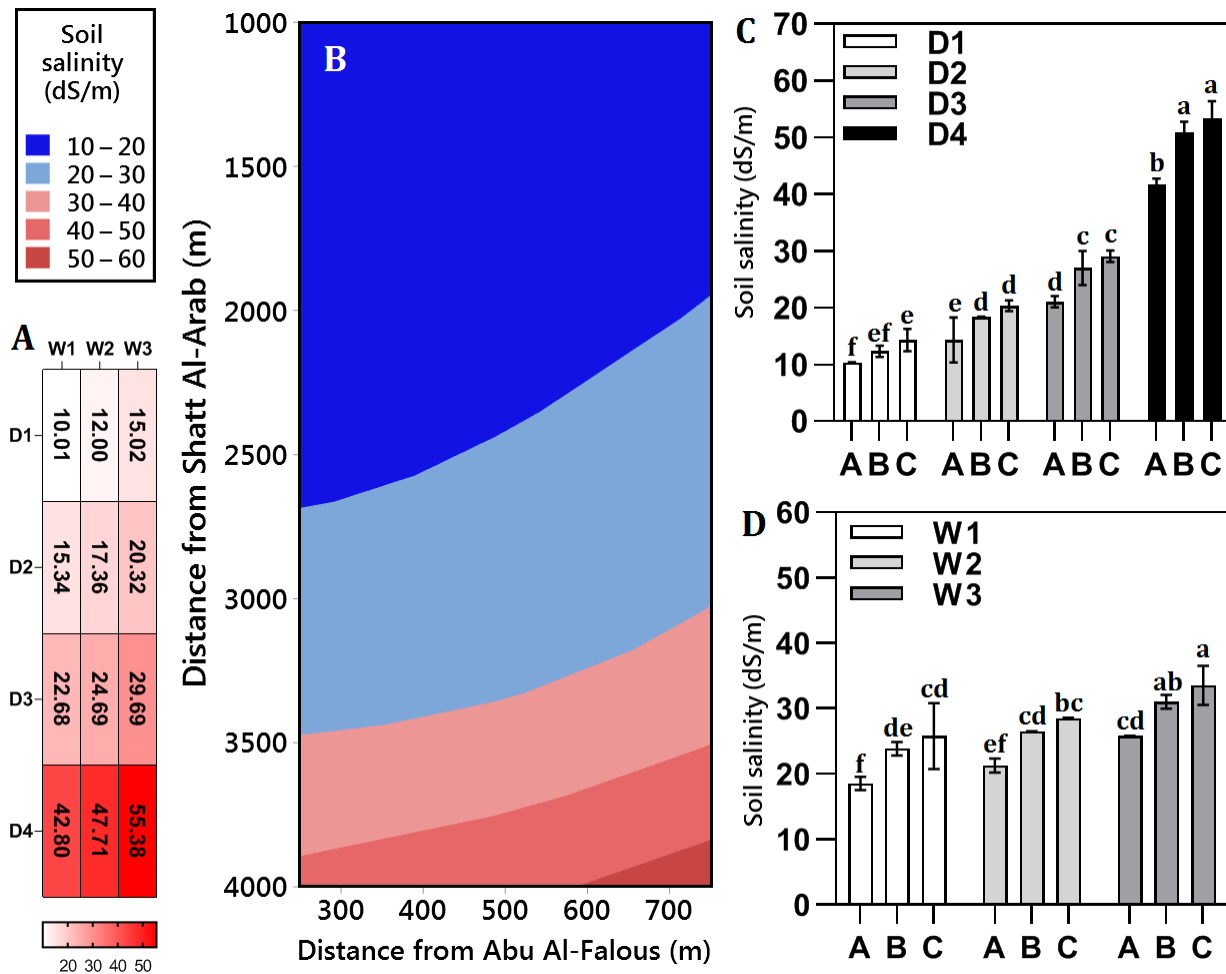 Soil
salinity
(dS/m)
10 – 20
20 – 30
30 – 40
40 – 50
50 – 60
A
W1 W2 W3
D1 10.01 12.00 15.02
D2 15.34 17.36 20.32
D3 22.68 24.69 29.69
D4 42.80 47.71 55.38
20 30 40 50
B
Distance from Shatt Al-Arab (m)
1000
1500
2000
2500
3000
3500
4000
300 400 500 600 700
Distance from Abu Al-Falous (m)
C
Soil salinity (dS/m)
70
60
50
40
30
20
10
0
D1
D2
D3
D4
f ef e e d d d c c b a a
A B C A B C A B C A B C
D
Soil salinity (dS/m)
60
50
40
30
20
10
0
W1
W2
W3
f de cd ef cd bc cd ab a
A B C A B C A B C